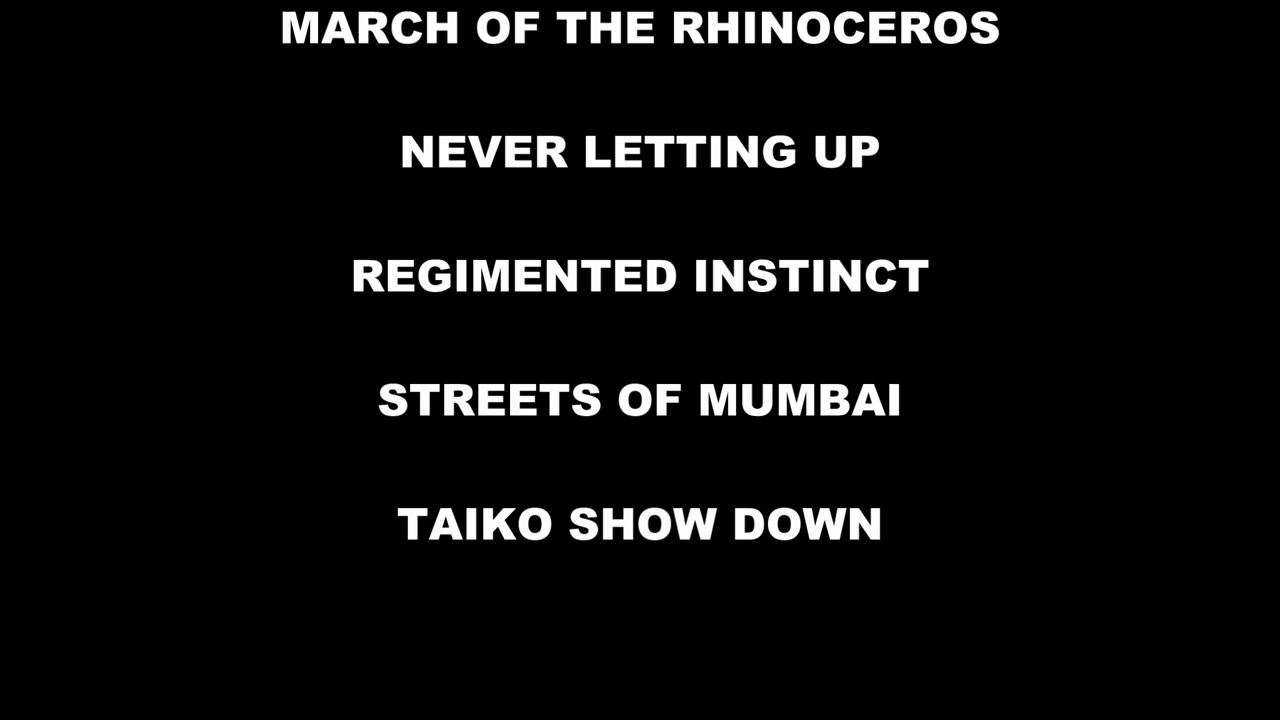 MARCH OF THE RHINOCEROS
NEVER LETTING UP
REGIMENTED INSTINCT
STREETS OF MUMBAI
TAIKO SHOW DOWN